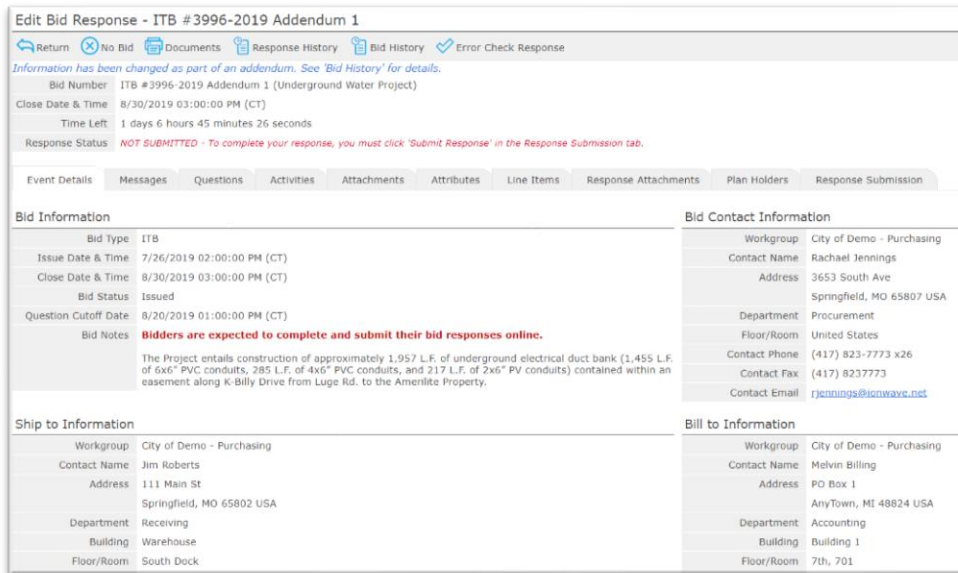 Edit Bid Response - ITB #3996-2019 Addendum 1
Return No Bid Documents Response History Bid History Error Check Response
Information has been changed as part of an addendum. See 'Bid History' for details.
Bid Number ITB #3996-2019 Addendum 1 (Underground Water Project)
Close Date & Time 8/30/2019 03:00:00 PM (CT)
Time Left 1 days 6 hours 45 minutes 26 seconds
Response Status NOT SUBMITTED - To complete your response, you must click 'Submit Response' in the Response Submission tab.
Event Details Messages Questions Activities Attachments Attributes Line Items Response Attachments Plan Holders Response Submission
Bid Information
Bid Type ITB
Issue Date & Time 7/26/2019 02:00:00 PM (CT)
Close Date & Time 8/30/2019 03:00:00 PM (CT)
Bid Status Issued
Question Cutoff Date 8/20/2019 01:00:00 PM (CT)
Bid Notes Bidders are expected to complete and submit their bid responses online.
The Project entails construction of approximately 1,957 L.F. of underground electrical duct bank (1,455 L.F.
of 6x6" PVC conduits, 285 L.F. of 4x6" PVC conduits, and 217 L.F. of 2x6" PV conduits) contained within an
easement along K-Billy Drive from Luge Rd. to the Amenlite Property.
Bid Contact Information
Workgroup City of Demo - Purchasing
Contact Name Rachael Jennings
Address 3653 South Ave
Springfield, MO 65807 USA
Department Procurement
Floor/Room United States
Contact Phone (417) 823-7773 x26
Contact Fax (417) 8237773
Contact Email rjennings@ionwave.net
Ship to Information
Workgroup City of Demo - Purchasing
Contact Name Jim Roberts
Address 111 Main St
Springfield, MO 65802 USA
Department Receiving
Building Warehouse
Floor/Room South Dock
Bill to Information
Workgroup City of Demo - Purchasing
Contact Name Melvin Billing
Address PO Box 1
AnyTown, MI 48824 USA
Department Accounting
Building Building 1
Floor/Room 7th, 701